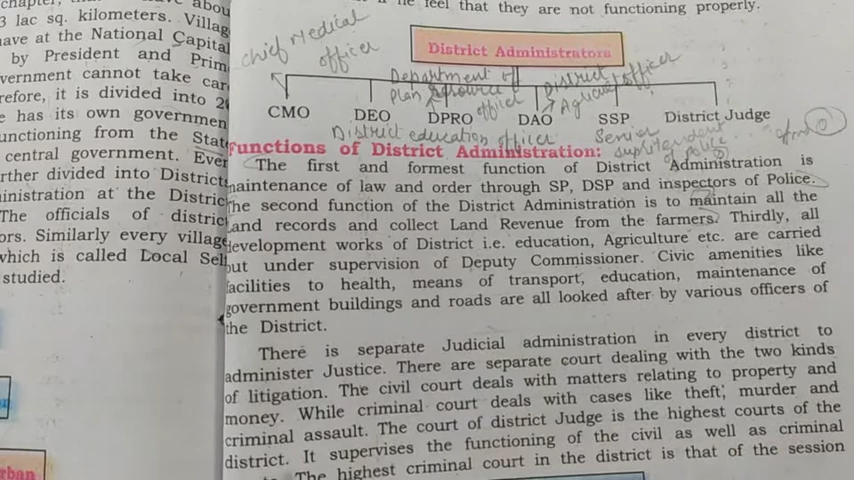 chapter,
3 lac sq. kilometers. Villag
ave at the National Capital
by President and Prim
vernment cannot take car
refore, it is divided into 2
e has its own governmen
unctioning from the State
central government. Ever
rther divided into Districts
inistration at the District
The officials of district
ors. Similarly every village
which is called Local Sel
studied.
rban
he feel that they are not functioning properly.
District Administrators
Chief Medical
officer
Department of
Plan
officer
District
Agricult officer
CMO DEO DPRO DAO SSP District Judge
District education officer
Senior
of police
Functions of District Administration:
The first and formest function of District Administration is
maintenance of law and order through SP, DSP and inspectors of Police.
The second function of the District Administration is to maintain all the
Land records and collect Land Revenue from the farmers. Thirdly, all
development works of District i.e. education, Agriculture etc. are carried
out under supervision of Deputy Commissioner. Civic amenities like
facilities to health, means of transport, education, maintenance of
government buildings and roads are all looked after by various officers of
the District.
There is separate Judicial administration in every district to
administer Justice. There are separate court dealing with the two kinds
of litigation. The civil court deals with matters relating to property and
money. While criminal court deals with cases like theft, murder and
criminal assault. The court of district Judge is the highest courts of the
district. It supervises the functioning of the civil as well as criminal
The highest criminal court in the district is that of the session